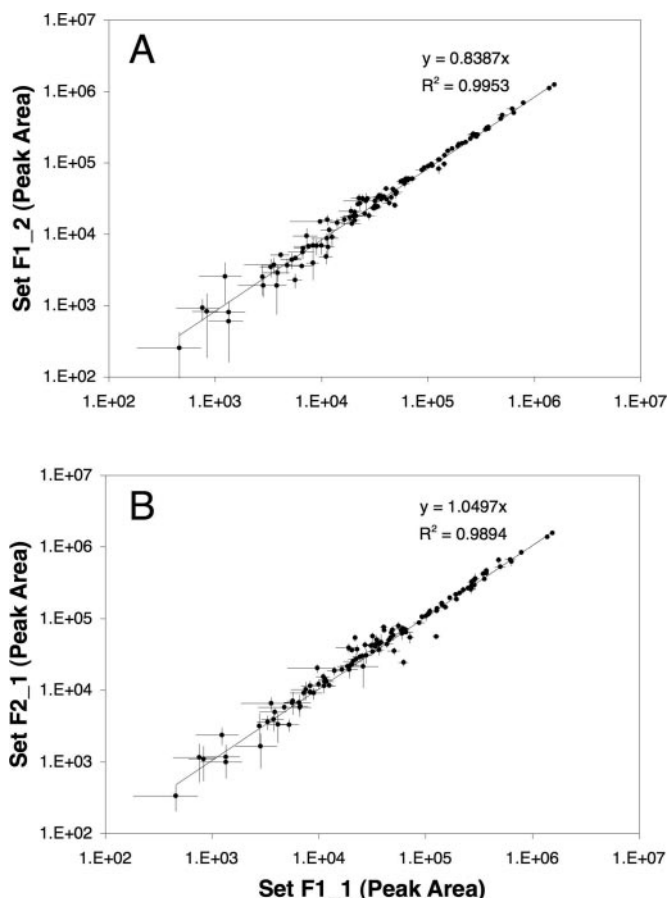 1.E+07
A
y = 0.8387x
1.E+06
R² = 0.9953
1.E+05
1.E+04
1.E+03
1.E+02
Set F1_2 (Peak Area)
1.E+02 1.E+03 1.E+04 1.E+05 1.E+06 1.E+07
1.E+07
B
y = 1.0497x
1.E+06
R² = 0.9894
1.E+05
1.E+04
1.E+03
1.E+02
Set F2_1 (Peak Area)
1.E+02 1.E+03 1.E+04 1.E+05 1.E+06 1.E+07
Set F1_1 (Peak Area)